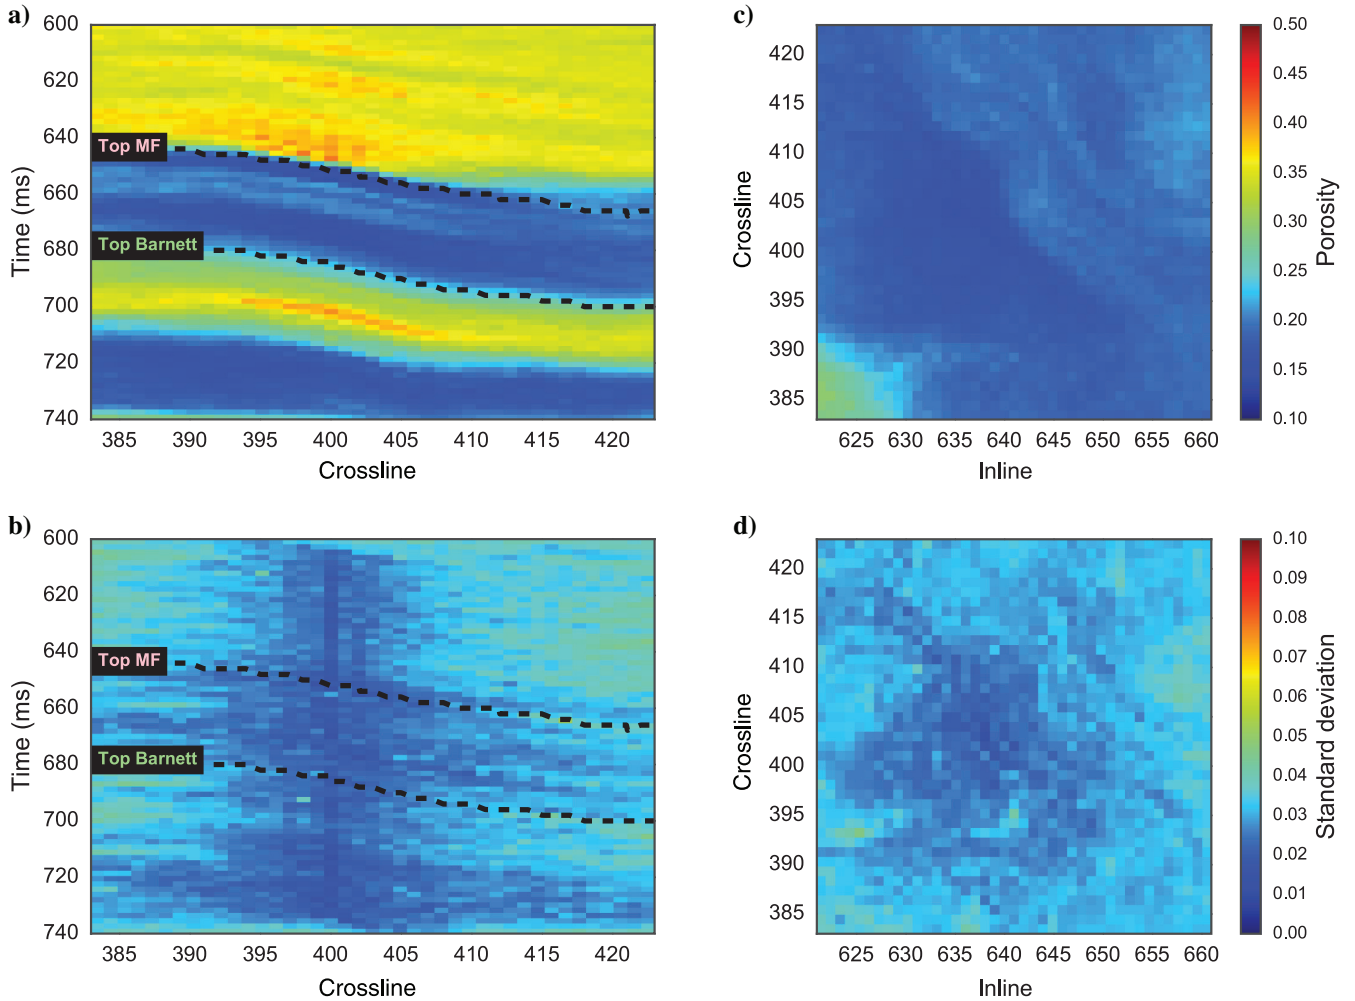 a)
600
620
640
660
680
700
720
740
Time (ms)
Top MF
Top Barnett
385 390 395 400 405 410 415 420
Crossline
c)
420
415
410
405
400
395
390
385
Crossline
625 630 635 640 645 650 655 660
Inline
0.50
0.45
0.40
0.35
0.30
0.25
0.20
0.15
0.10
Porosity
b)
600
620
640
660
680
700
720
740
Time (ms)
Top MF
Top Barnett
385 390 395 400 405 410 415 420
Crossline
d)
420
415
410
405
400
395
390
385
Crossline
625 630 635 640 645 650 655 660
Inline
0.10
0.09
0.08
0.07
0.06
0.05
0.04
0.03
0.02
0.01
0.00
Standard deviation